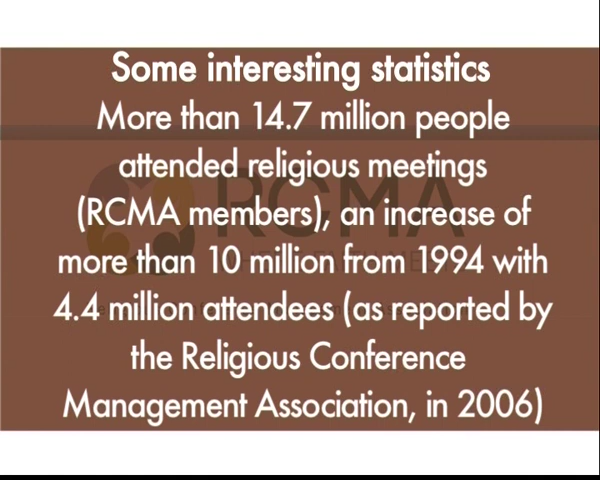 Some interesting statistics
More than 14.7 million people
attended religious meetings
(RCMA members), an increase of
more than 10 million from 1994 with
4.4 million attendees (as reported by
the Religious Conference
Management Association, in 2006)
RCMA